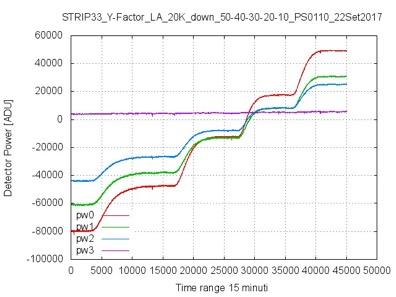 STRIP33_Y-Factor_LA_20K_down_50-40-30-20-10_PS0110_22Set2017
60000
40000
20000
0
-20000
-40000
-60000
-80000
-100000
Detector Power [ADU]
pw0
pw1
pw2
pw3
0 5000 10000 15000 20000 25000 30000 35000 40000 45000 50000
Time range 15 minuti